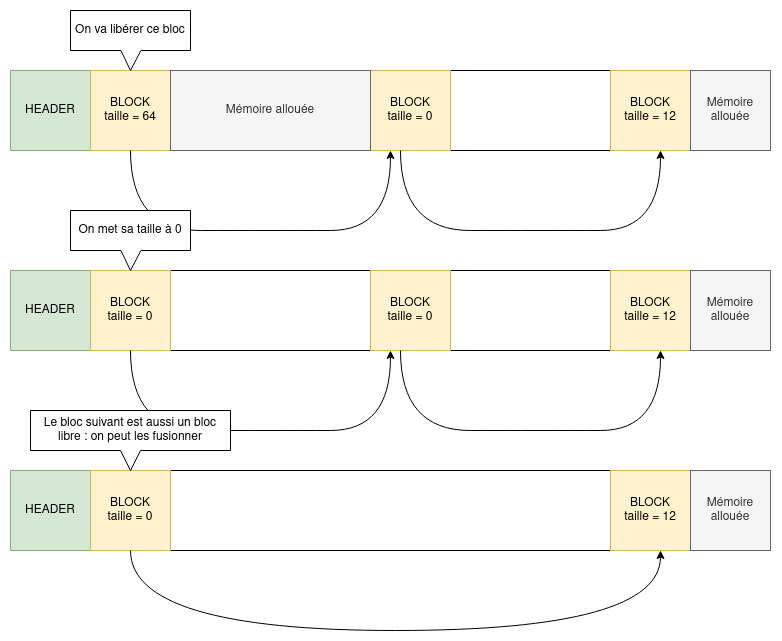 On va libérer ce bloc
HEADER
BLOCK
taille = 64
Mémoire allouée
BLOCK
taille = 0
BLOCK
taille = 12
Mémoire
allouée
On met sa taille à 0
HEADER
BLOCK
taille = 0
BLOCK
taille = 0
BLOCK
taille = 12
Mémoire
allouée
Le bloc suivant est aussi un bloc
libre : on peut les fusionner
HEADER
BLOCK
taille = 0
BLOCK
taille = 12
Mémoire
allouée